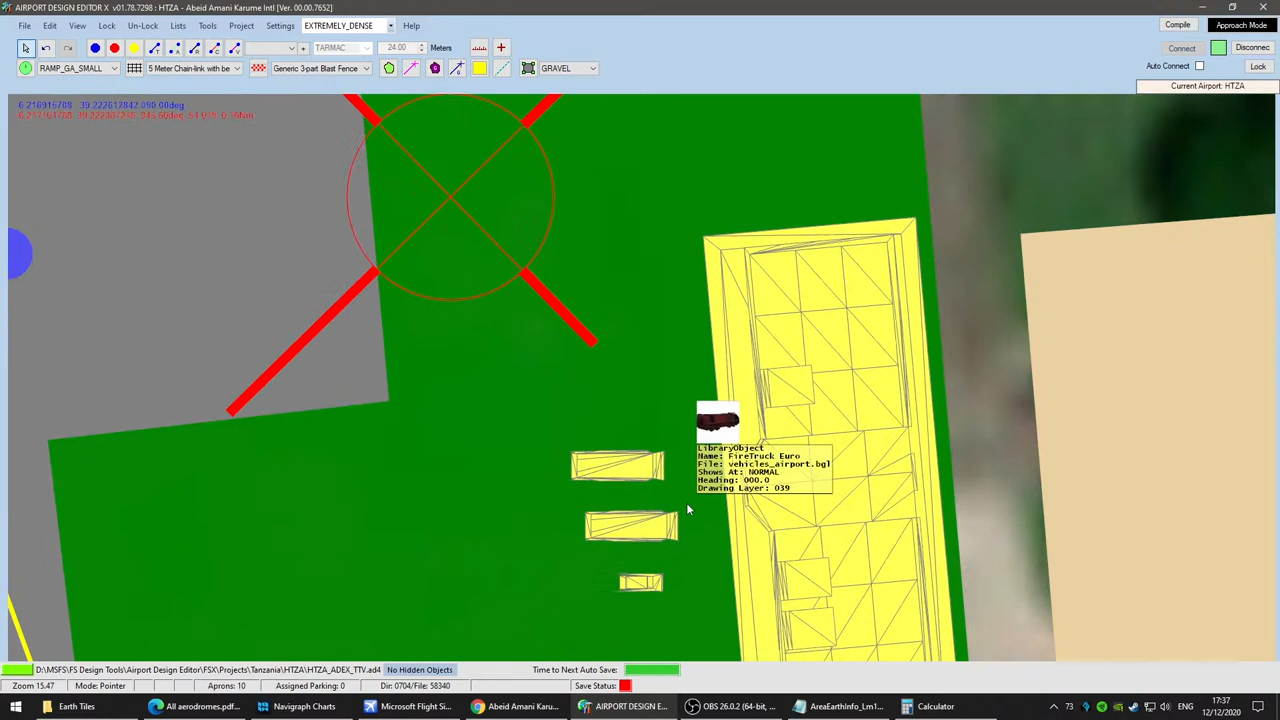 AIRPORT DESIGN EDITOR X v01.78.7298 : HTZA - Abeid Amani Karume Intl [Ver. 00.00.7652]
File Edit View Lock Un-Lock Lists Tools Project Settings EXTREMELY_DENSE Help
Compile Approach Mode
TARMAC 24.00 Meters
Connect Disconnec
RAMP_GA_SMALL 5 Meter Chain-link with be Generic 3-part Blast Fence GRAVEL
Auto Connect Lock
Current Airport: HTZA
LibraryObject
Name: FireTruck Euro
File: vehicles_airport.bgl
Shows At: NORMAL
Heading: 000.0
Drawing Layer: 039
D:\MSFS\FS Design Tools\Airport Design Editor\FSX\Projects\Tanzania\HTZA\HTZA_ADEX_TTV.ad4 No Hidden Objects Time to Next Auto Save:
Zoom 15.47 Mode: Pointer Aprons: 10 Assigned Parking: 0 Dir: 0704/File: 58340 Save Status:
Earth Tiles All aerodromes.pdf... Navigraph Charts Microsoft Flight Si... Abeid Amani Karu... AIRPORT DESIGN E... OBS 26.0.2 (64-bit, ... AreaEarthInfo_Lm1... Calculator 73 17:37
12/12/2020